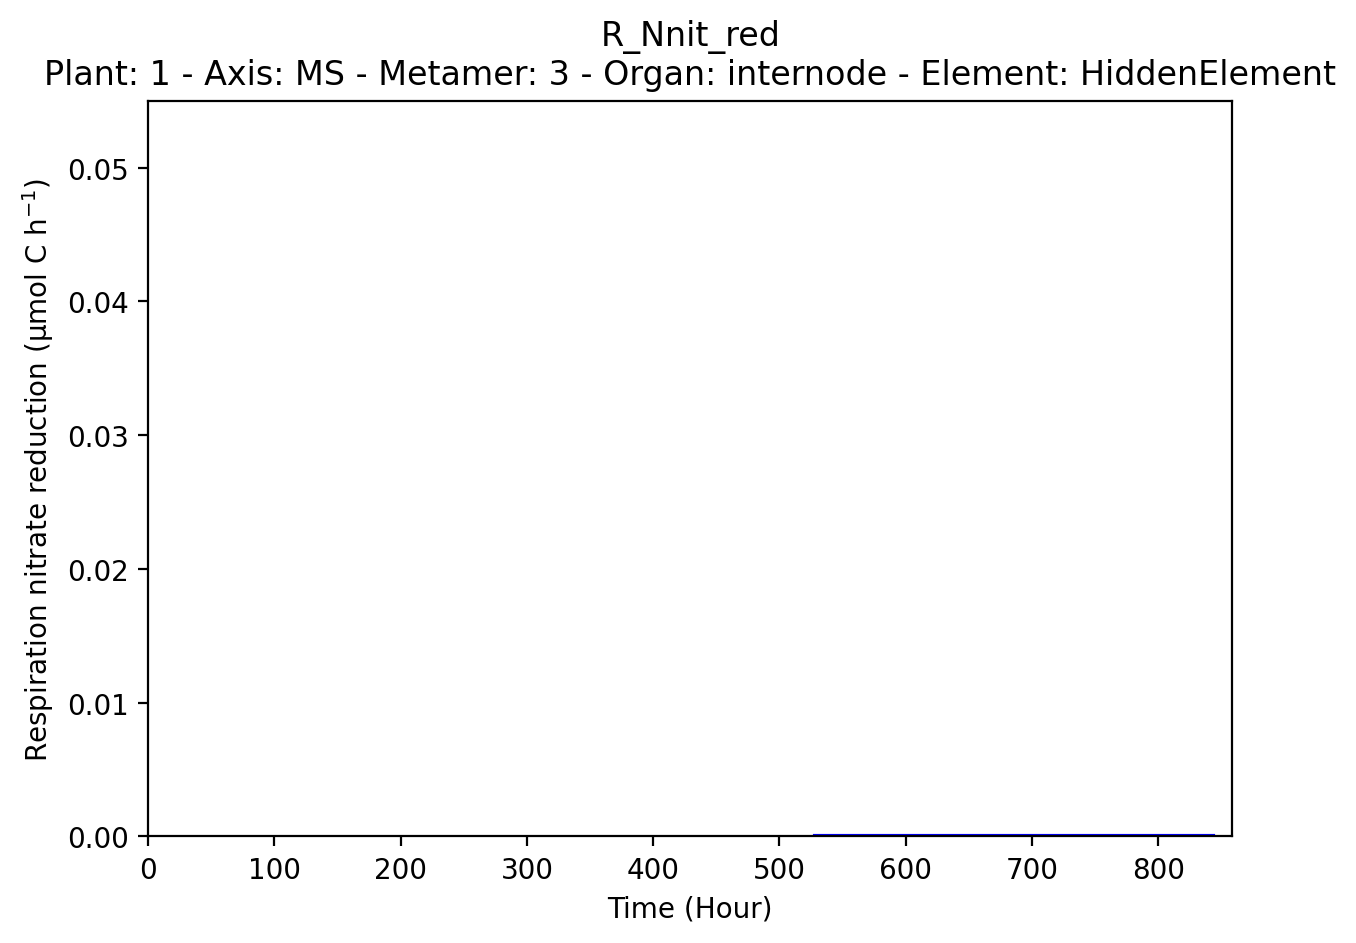 R_Nnit_red
Plant: 1 - Axis: MS - Metamer: 3 - Organ: internode - Element: HiddenElement
Respiration nitrate reduction (µmol C h⁻¹)
0.05
0.04
0.03
0.02
0.01
0.00
0 100 200 300 400 500 600 700 800
Time (Hour)